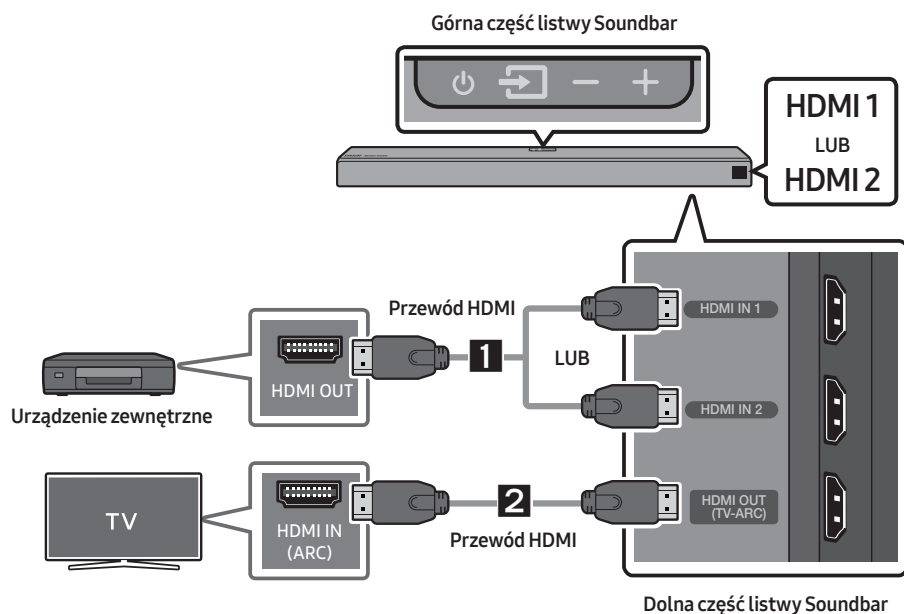 Górna część listwy Soundbar
HDMI 1
LUB
HDMI 2
Przewód HDMI
HDMI IN 1
HDMI OUT
1
LUB
Urządzenie zewnętrzne
HDMI IN 2
TV
HDMI IN
(ARC)
2
HDMI OUT
(TV-ARC)
Przewód HDMI
Dolna część listwy Soundbar